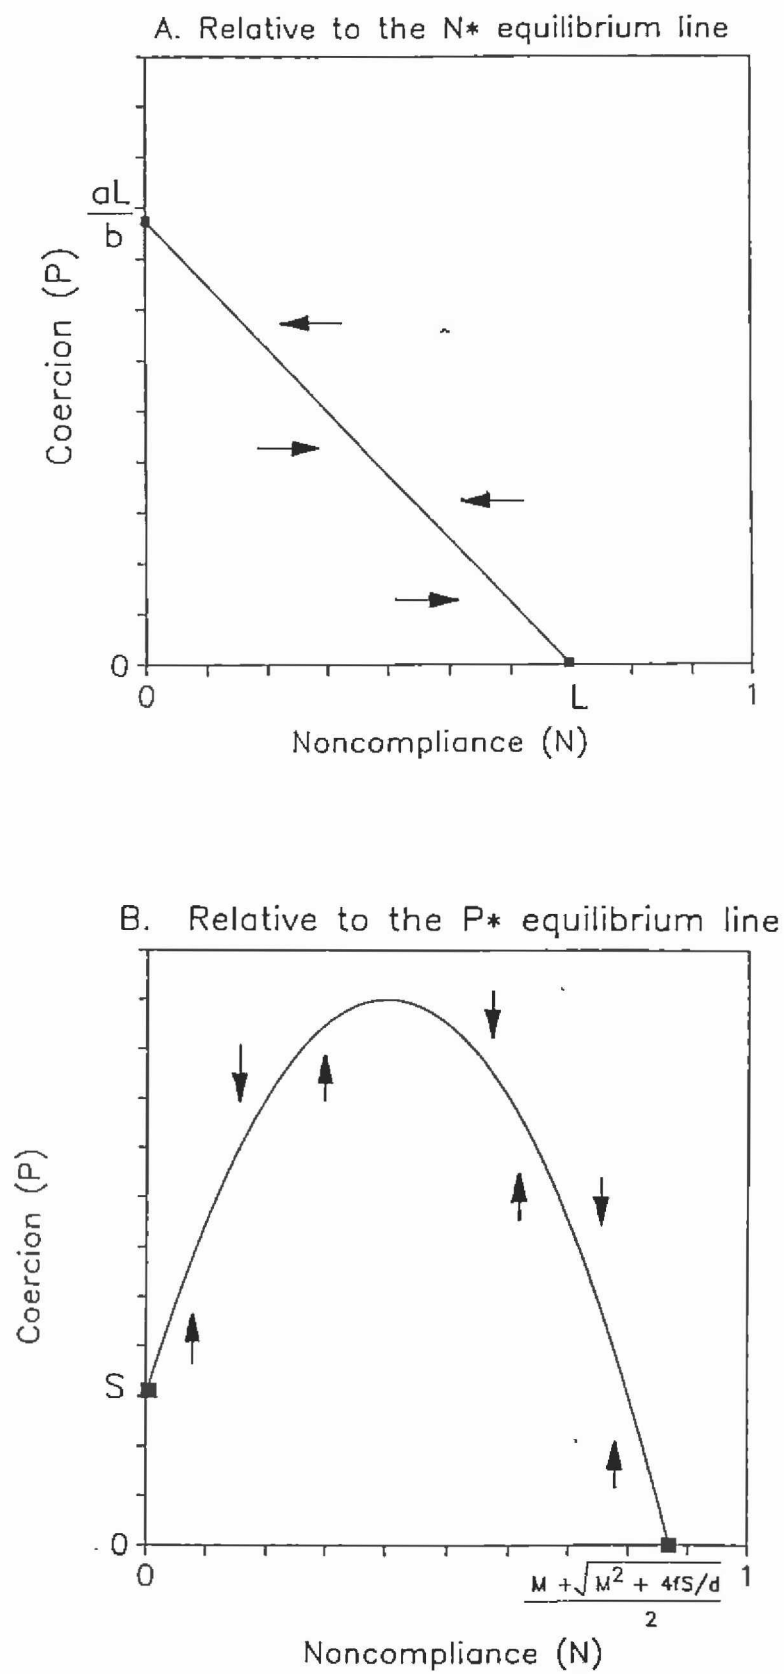 A. Relative to the N* equilibrium line
aL
b
Coercion (P)
0
0
L
1
Noncompliance (N)
B. Relative to the P* equilibrium line
Coercion (P)
S
0
0
M + √M² + 4fS/d
2
1
Noncompliance (N)